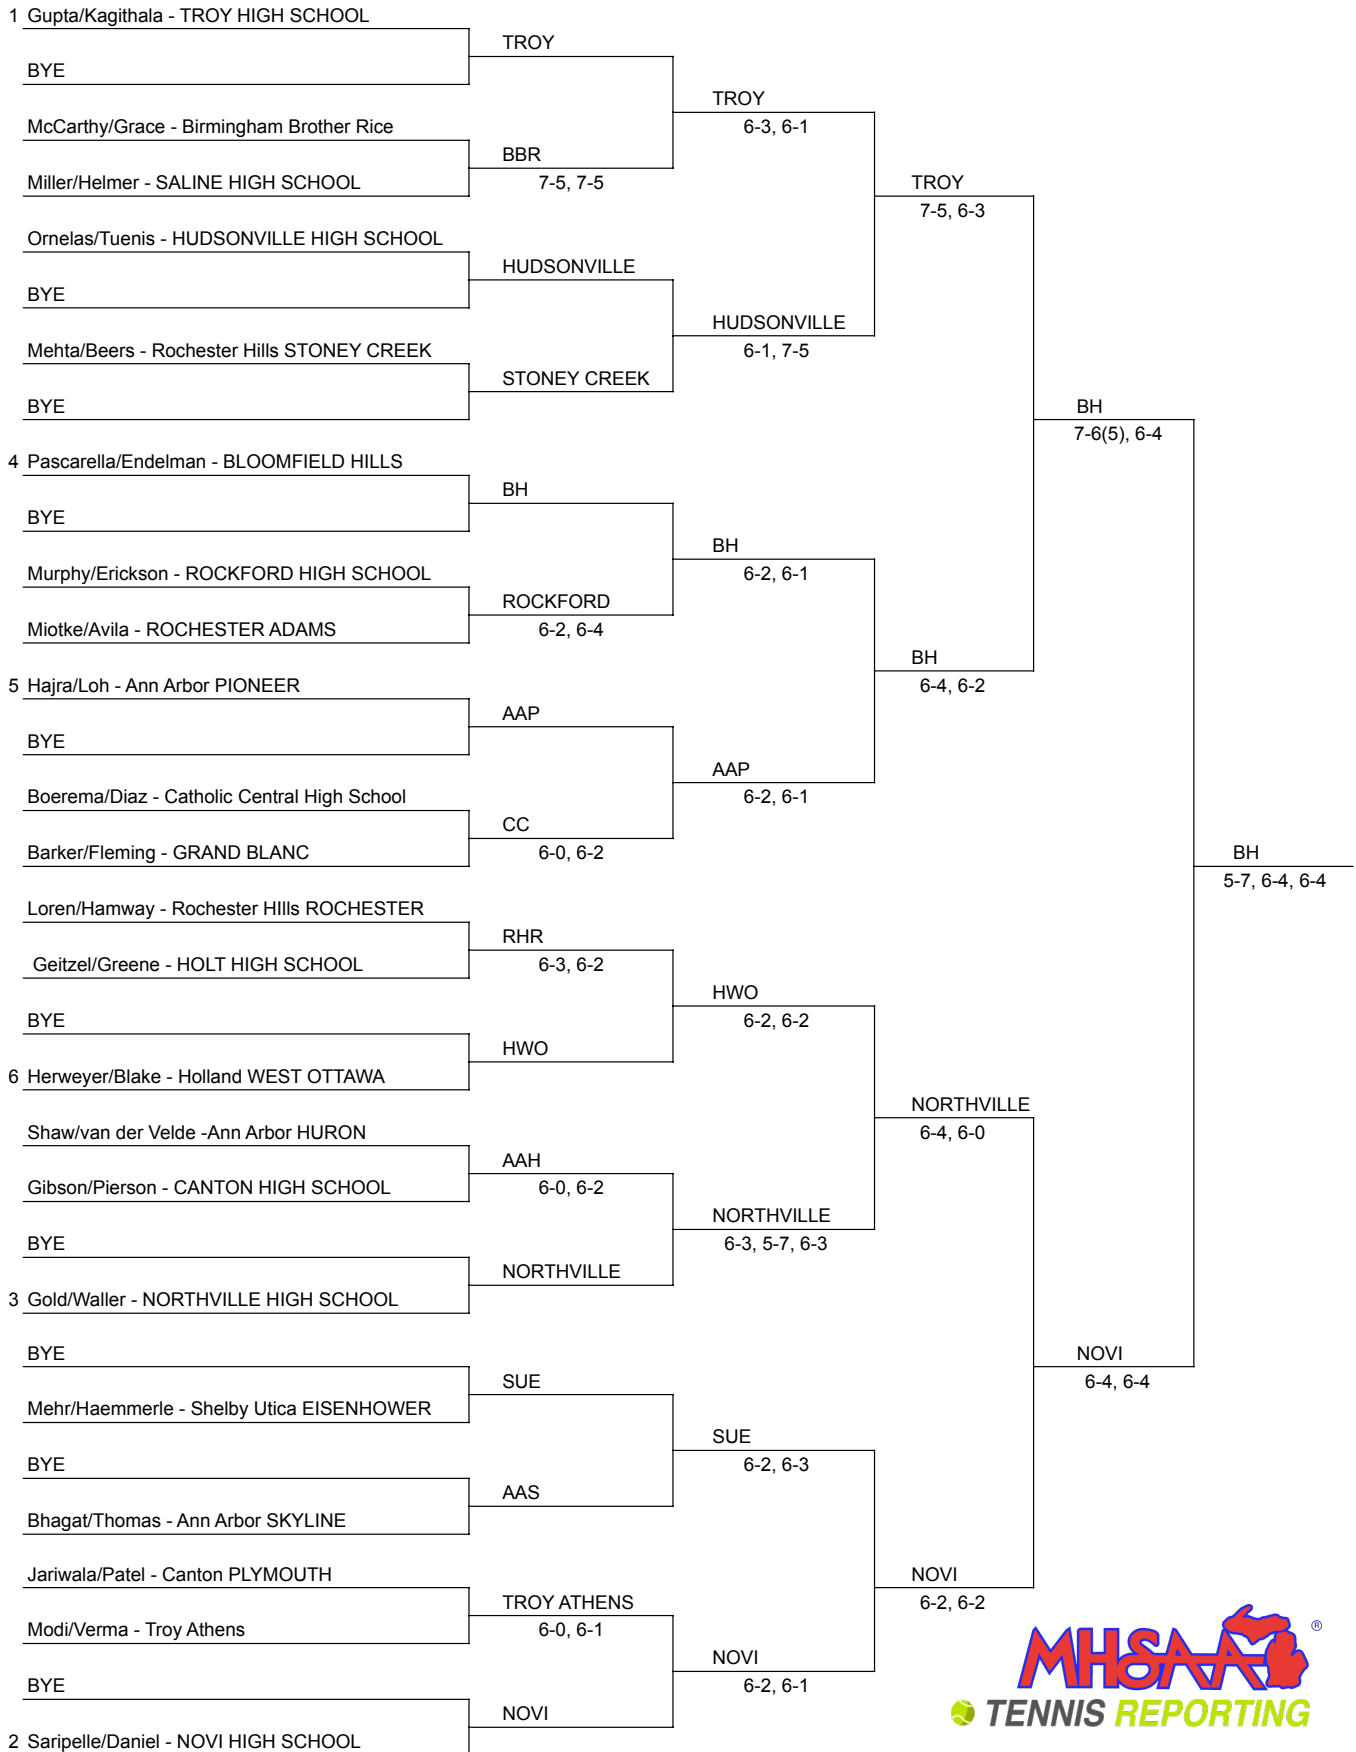 1 Gupta/Kagithala - TROY HIGH SCHOOL
TROY
BYE
TROY
6-3, 6-1
McCarthy/Grace - Birmingham Brother Rice
BBR
7-5, 7-5
Miller/Helmer - SALINE HIGH SCHOOL
TROY
7-5, 6-3
Ornelas/Tuenis - HUDSONVILLE HIGH SCHOOL
HUDSONVILLE
BYE
HUDSONVILLE
6-1, 7-5
Mehta/Beers - Rochester Hills STONEY CREEK
STONEY CREEK
BYE
BH
7-6(5), 6-4
4 Pascarella/Endelman - BLOOMFIELD HILLS
BH
BYE
BH
6-2, 6-1
Murphy/Erickson - ROCKFORD HIGH SCHOOL
ROCKFORD
6-2, 6-4
Miotke/Avila - ROCHESTER ADAMS
BH
6-4, 6-2
5 Hajra/Loh - Ann Arbor PIONEER
AAP
BYE
AAP
6-2, 6-1
Boerema/Diaz - Catholic Central High School
CC
6-0, 6-2
Barker/Fleming - GRAND BLANC
BH
5-7, 6-4, 6-4
Loren/Hamway - Rochester HIlls ROCHESTER
RHR
6-3, 6-2
Geitzel/Greene - HOLT HIGH SCHOOL
HWO
6-2, 6-2
BYE
HWO
6 Herweyer/Blake - Holland WEST OTTAWA
NORTHVILLE
6-4, 6-0
Shaw/van der Velde -Ann Arbor HURON
AAH
6-0, 6-2
Gibson/Pierson - CANTON HIGH SCHOOL
NORTHVILLE
6-3, 5-7, 6-3
BYE
NORTHVILLE
3 Gold/Waller - NORTHVILLE HIGH SCHOOL
BYE
NOVI
6-4, 6-4
SUE
Mehr/Haemmerle - Shelby Utica EISENHOWER
SUE
6-2, 6-3
BYE
AAS
Bhagat/Thomas - Ann Arbor SKYLINE
Jariwala/Patel - Canton PLYMOUTH
NOVI
6-2, 6-2
TROY ATHENS
6-0, 6-1
Modi/Verma - Troy Athens
NOVI
6-2, 6-1
BYE
NOVI
2 Saripelle/Daniel - NOVI HIGH SCHOOL
MHSAA ®
TENNIS REPORTING